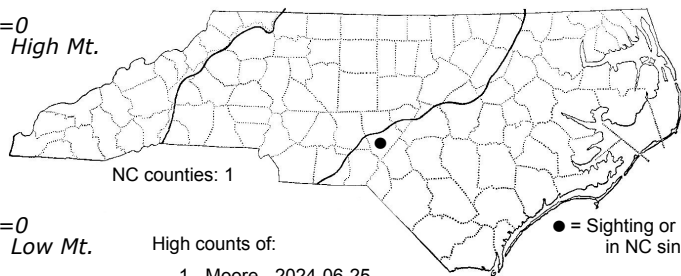 =0
High Mt.
NC counties: 1
=0
Low Mt.
High counts of:
1 - Moore - 2024-06-25
● = Sighting or
in NC sin